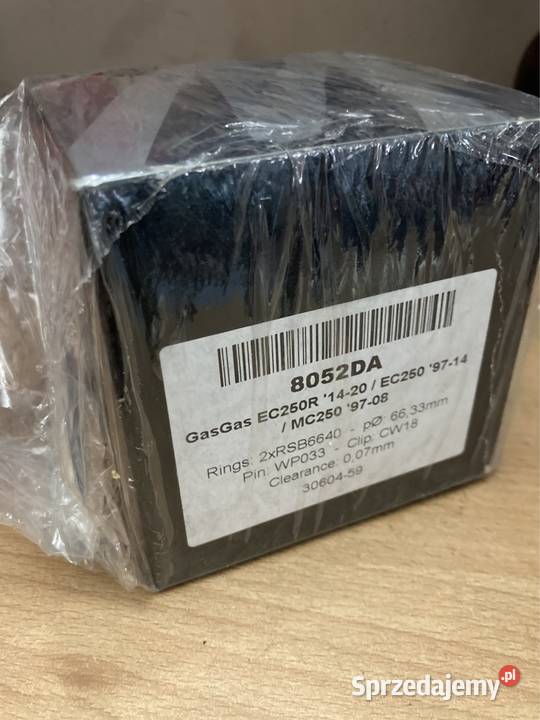 8052DA
GasGas EC250R '14-20 / EC250 '97-14
/ MC250 '97-08
Rings: 2xRSB6640 - pØ: 66,33mm
Pin: WP033 - Clip: CW18
Clearance: 0,07mm
30604-59
Sprzedajemy.pl